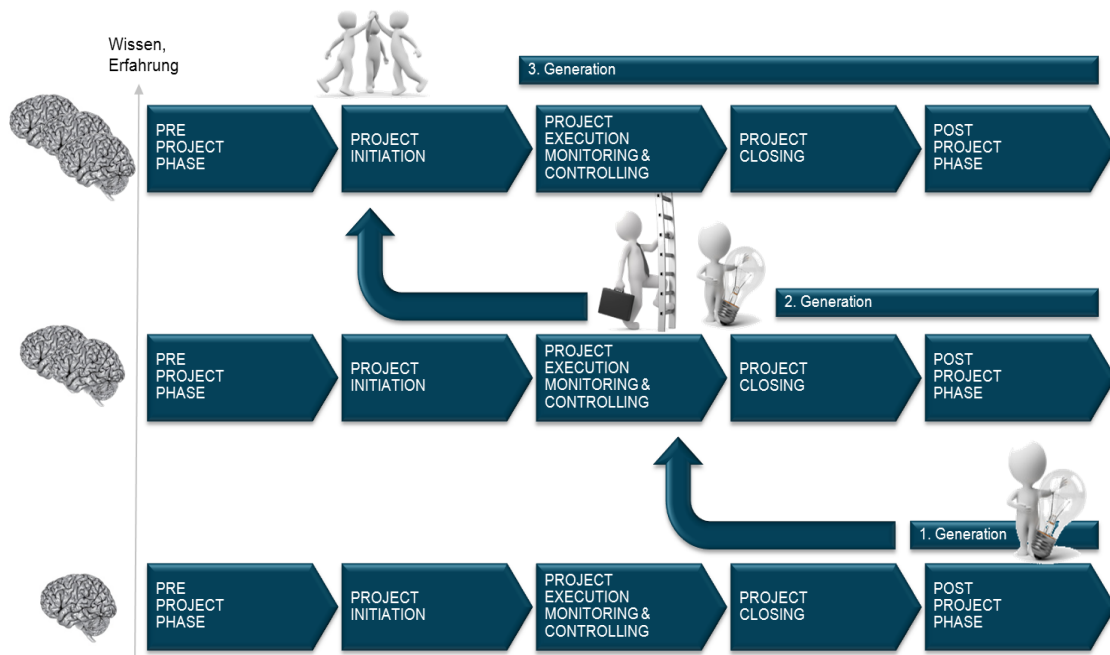 Wissen,
Erfahrung
3. Generation
PRE
PROJECT
PHASE
PROJECT
INITIATION
PROJECT
EXECUTION
MONITORING &
CONTROLLING
PROJECT
CLOSING
POST
PROJECT
PHASE
2. Generation
PRE
PROJECT
PHASE
PROJECT
INITIATION
PROJECT
EXECUTION
MONITORING &
CONTROLLING
PROJECT
CLOSING
POST
PROJECT
PHASE
1. Generation
PRE
PROJECT
PHASE
PROJECT
INITIATION
PROJECT
EXECUTION
MONITORING &
CONTROLLING
PROJECT
CLOSING
POST
PROJECT
PHASE